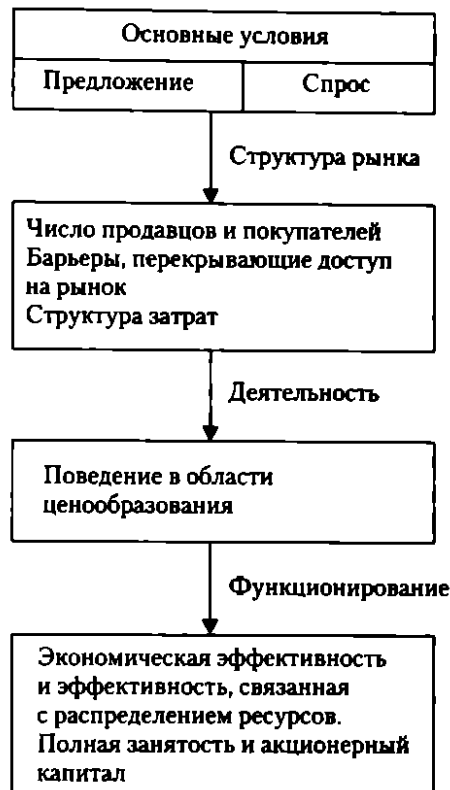 Основные условия
Предложение
Спрос
Структура рынка
Число продавцов и покупателей
Барьеры, перекрывающие доступ
на рынок
Структура затрат
Деятельность
Поведение в области
ценообразования
Функционирование
Экономическая эффективность
и эффективность, связанная
с распределением ресурсов.
Полная занятость и акционерный
капитал